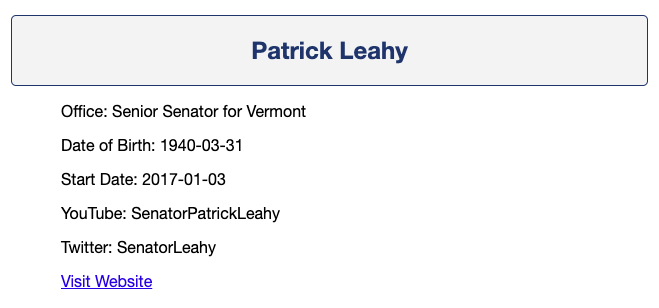 Patrick Leahy
Office: Senior Senator for Vermont
Date of Birth: 1940-03-31
Start Date: 2017-01-03
YouTube: SenatorPatrickLeahy
Twitter: SenatorLeahy
Visit Website